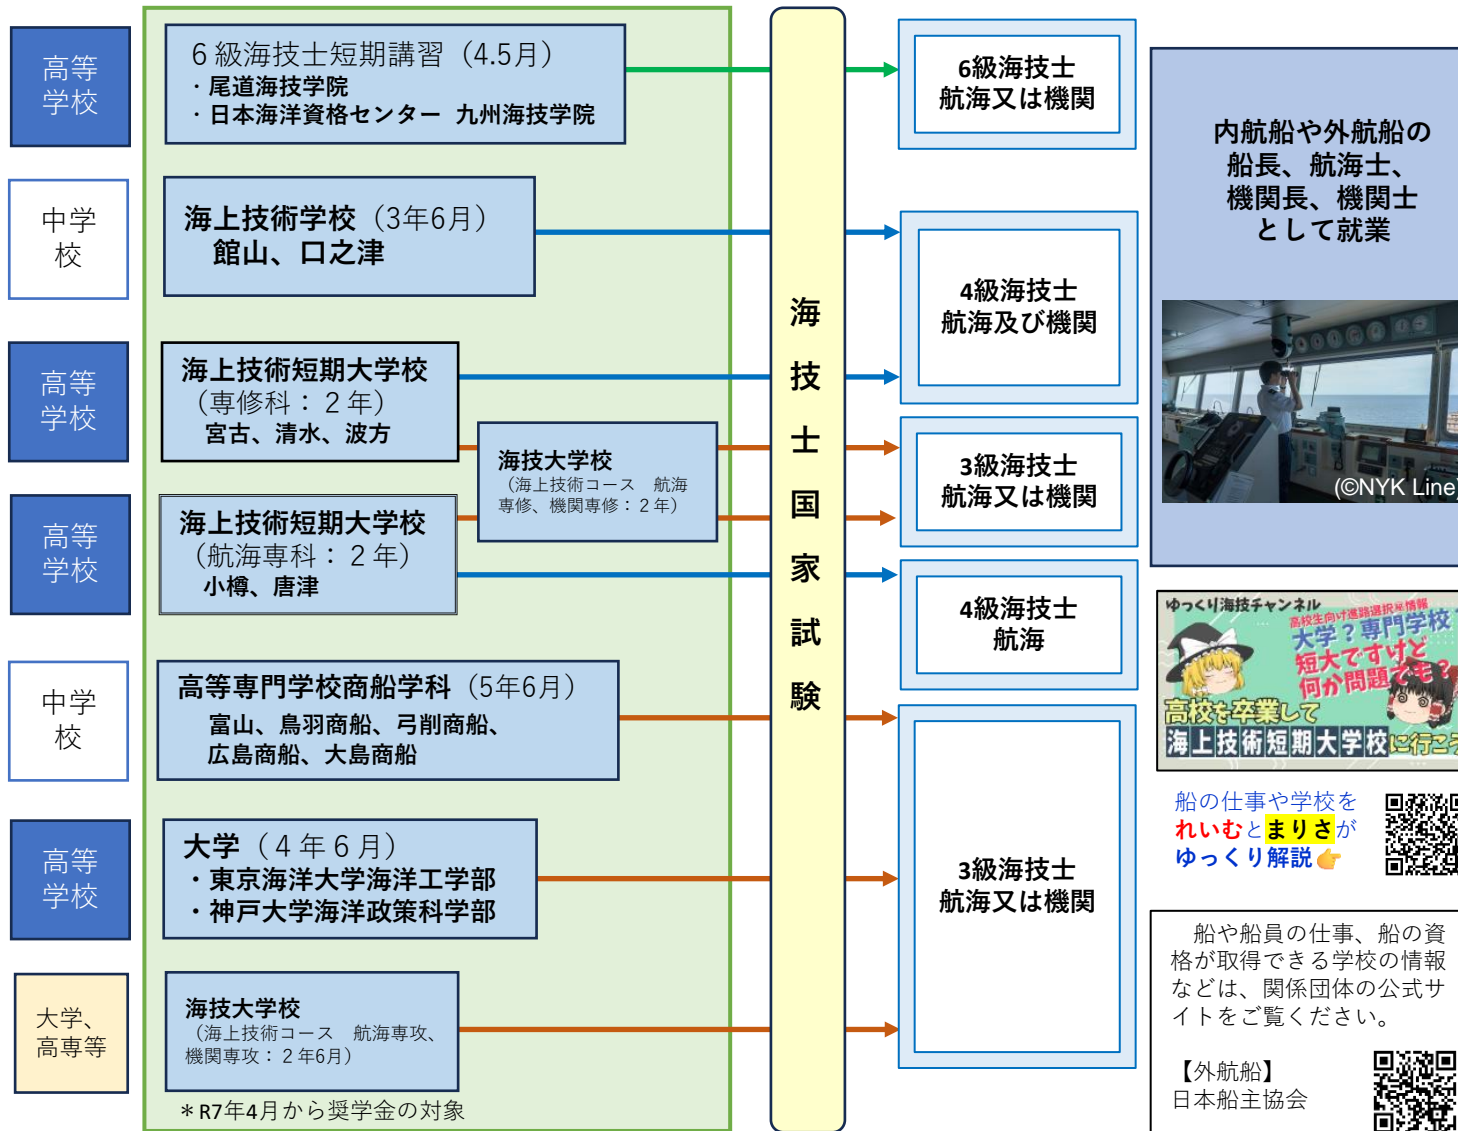 高等
学校
6級海技士短期講習（4.5月）
・尾道海技学院
・日本海洋資格センター 九州海技学院
6級海技士
航海又は機関
中学
校
海上技術学校（3年6月）
館山、口之津
4級海技士
航海及び機関
高等
学校
海上技術短期大学校
（専修科：２年）
宮古、清水、波方
海技大学校
（海上技術コース　航海
専修、機関専修：２年）
3級海技士
航海又は機関
高等
学校
海上技術短期大学校
（航海専科：２年）
小樽、唐津
4級海技士
航海
中学
校
高等専門学校商船学科（5年6月）
富山、鳥羽商船、弓削商船、
広島商船、大島商船
高等
学校
大学（４年６月）
・東京海洋大学海洋工学部
・神戸大学海洋政策科学部
3級海技士
航海又は機関
大学、
高専等
海技大学校
（海上技術コース　航海専攻、
機関専攻：２年6月）
＊R7年4月から奨学金の対象
海技士国家試験
内航船や外航船の
船長、航海士、
機関長、機関士
として就業
(©NYK Line)
ゆっくり海技チャンネル
高校生向け進路選択※情報
大学？専門学校？
短大ですけど
何か問題でも？
高校を卒業して
海上技術短期大学校に行こう
船の仕事や学校を
れいむとまりさが
ゆっくり解説👉
船や船員の仕事、船の資
格が取得できる学校の情報
などは、関係団体の公式サ
イトをご覧ください。
【外航船】
日本船主協会